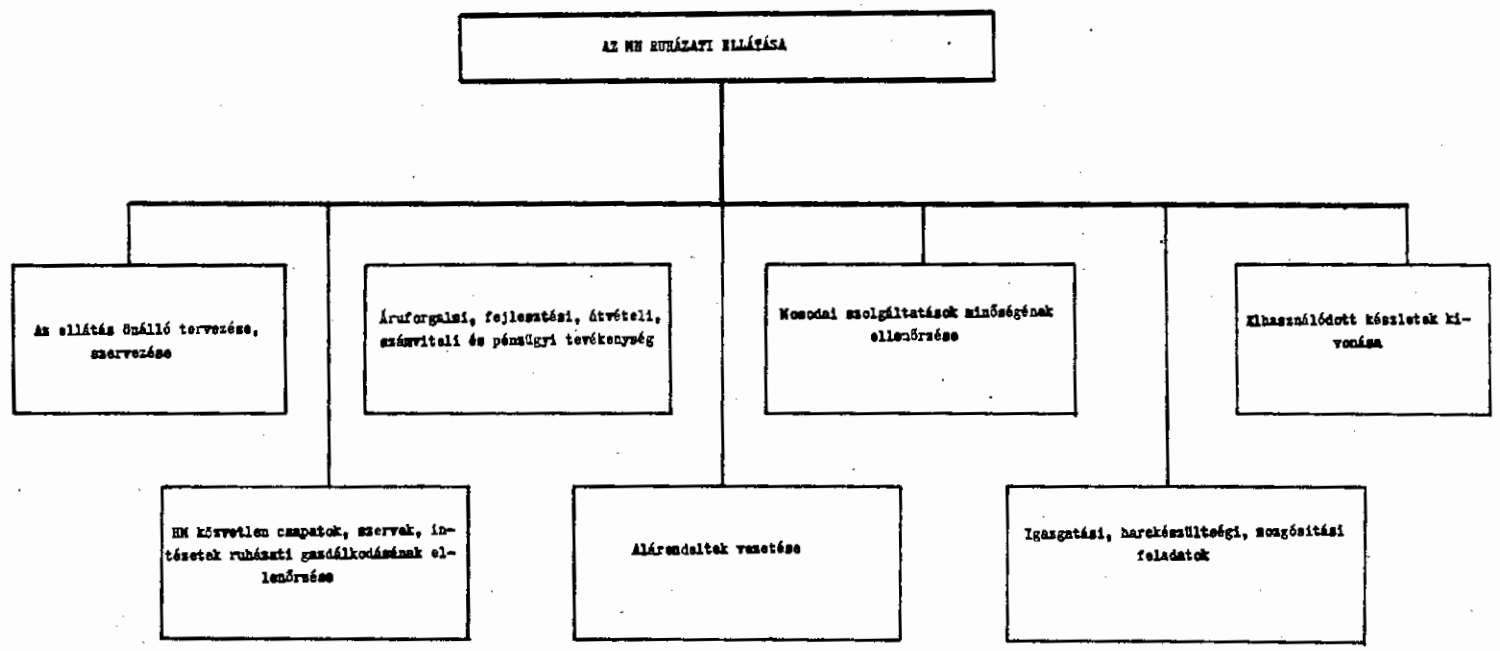 AZ MN RUHÁZATI ELLÁTÁSA
Az ellátás önálló tervezése,
szervezése
Áruforgalmi, fejlesztési, átvételi,
számviteli és pénzügyi tevékenység
Mosodai szolgáltatások minőségének
ellenőrzése
Elhasználódott készletek ki-
vonása
HM közvetlen csapatok, szervek, in-
tézetek ruházati gazdálkodásának el-
lenőrzése
Alárendeltek vezetése
Igazgatási, harckészültségi, mozgósitási
feladatok